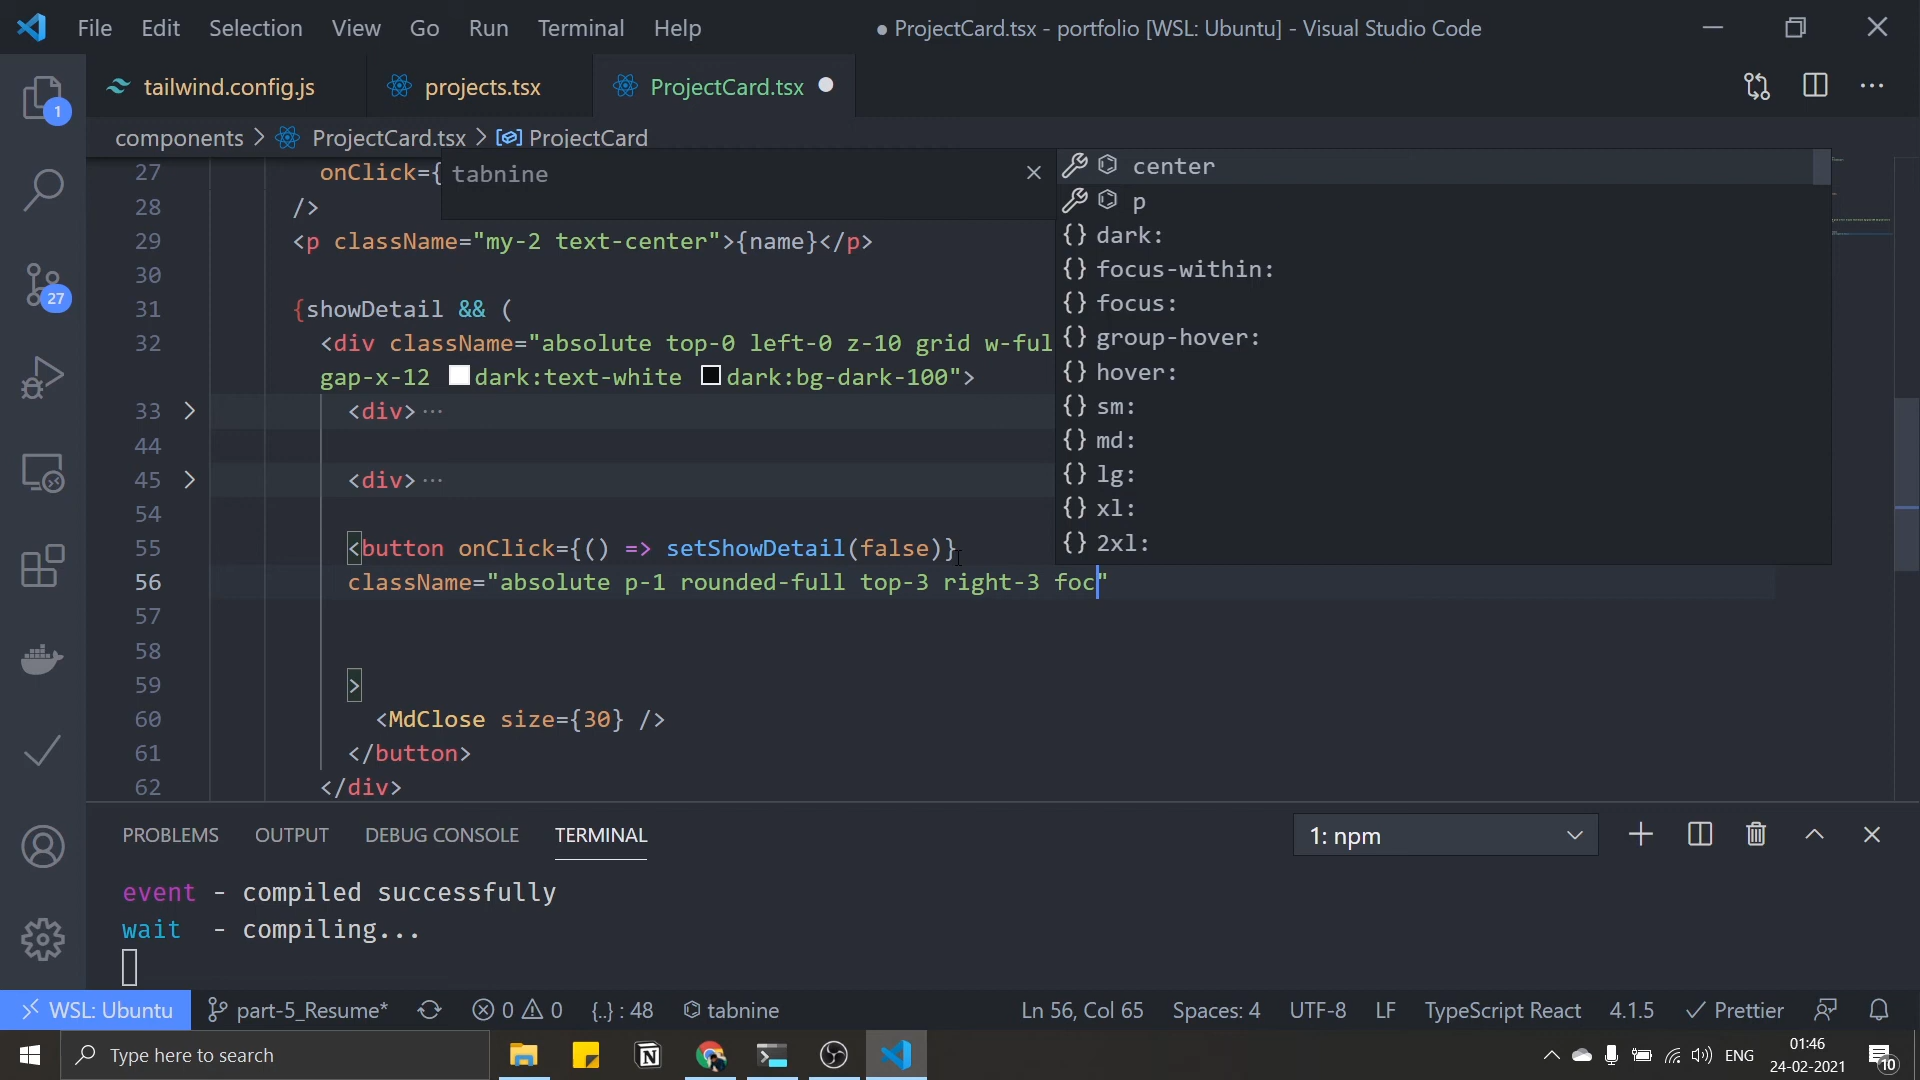 File Edit Selection View Go Run Terminal Help ● ProjectCard.tsx - portfolio [WSL: Ubuntu] - Visual Studio Code
tailwind.config.js projects.tsx ProjectCard.tsx
components > ProjectCard.tsx > ProjectCard
27 onClick={
tabnine
28 />
29 <p className="my-2 text-center">{name}</p>
30
31 {showDetail && (
32 <div className="absolute top-0 left-0 z-10 grid w-ful
gap-x-12 dark:text-white dark:bg-dark-100">
33 <div>···
44
45 <div>···
54
55 <button onClick={() => setShowDetail(false)}
56 className="absolute p-1 rounded-full top-3 right-3 foc"
57
58
59 >
60 <MdClose size={30} />
61 </button>
62 </div>
center
p
dark:
focus-within:
focus:
group-hover:
hover:
sm:
md:
lg:
xl:
2xl:
1
27
PROBLEMS OUTPUT DEBUG CONSOLE TERMINAL 1: npm
event - compiled successfully
wait - compiling...
WSL: Ubuntu part-5_Resume* 0 0 {..} : 48 tabnine Ln 56, Col 65 Spaces: 4 UTF-8 LF TypeScript React 4.1.5 Prettier
Type here to search ENG 01:46
24-02-2021
10